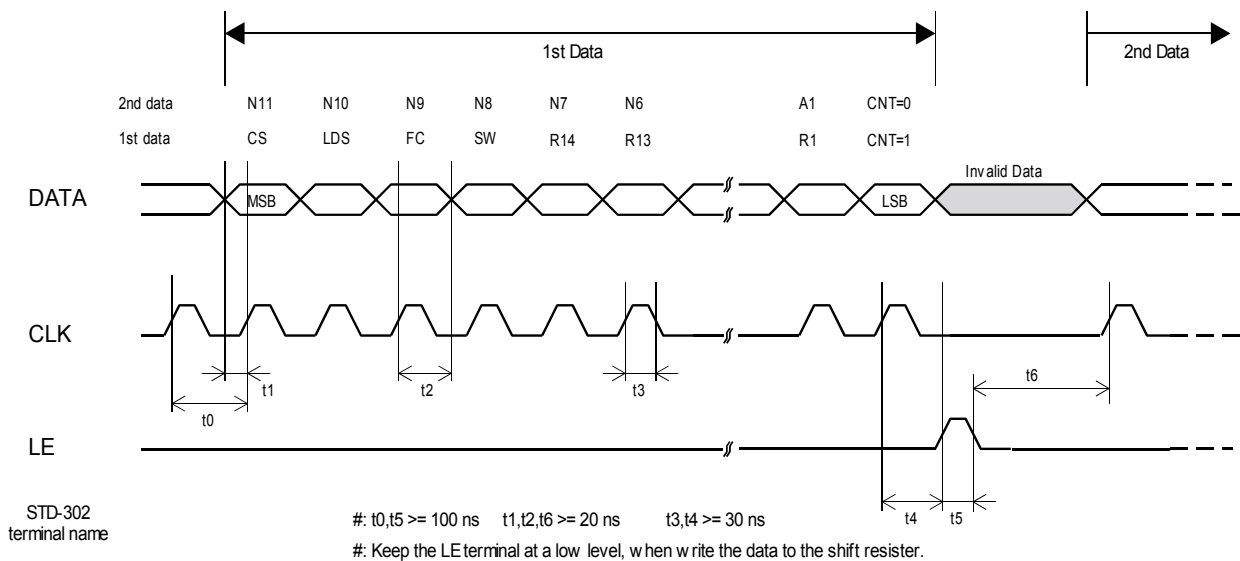 1st Data
2nd Data
2nd data N11 N10 N9 N8 N7 N6 A1 CNT=0
1st data CS LDS FC SW R14 R13 R1 CNT=1
Invalid Data
DATA MSB LSB
CLK
t1 t2 t3 t6
t0
LE
t4 t5
STD-302
terminal name
#: t0,t5 >= 100 ns t1,t2,t6 >= 20 ns t3,t4 >= 30 ns
#: Keep the LE terminal at a low level, when write the data to the shift resister.